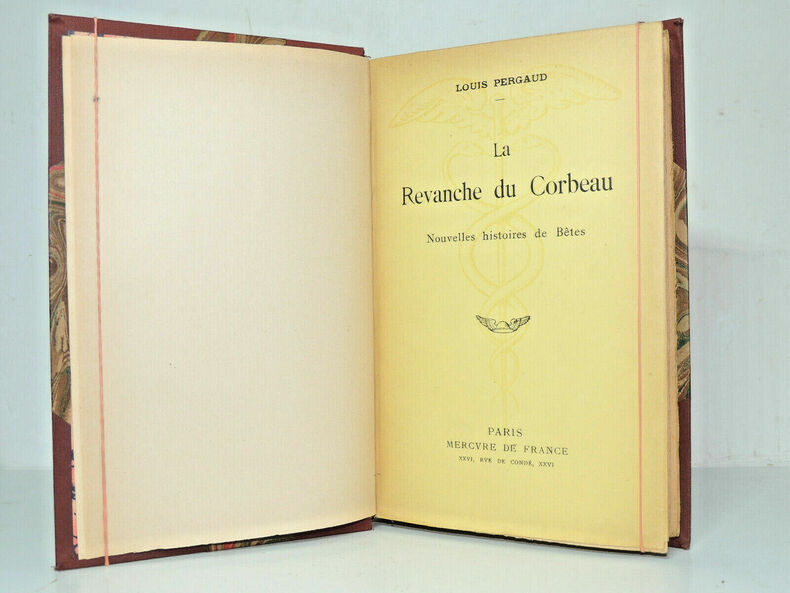 LOUIS PERGAUD
La
Revanche du Corbeau
Nouvelles histoires de Bêtes
PARIS
MERCVRE DE FRANCE
XXVI, RVE DE CONDÉ, XXVI